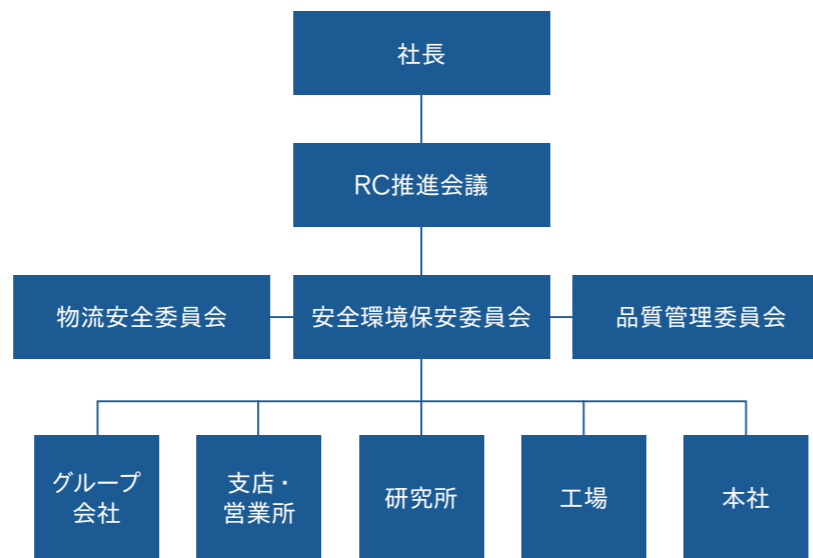 社長
RC推進会議
物流安全委員会
安全環境保安委員会
品質管理委員会
グループ
会社
支店・
営業所
研究所
工場
本社